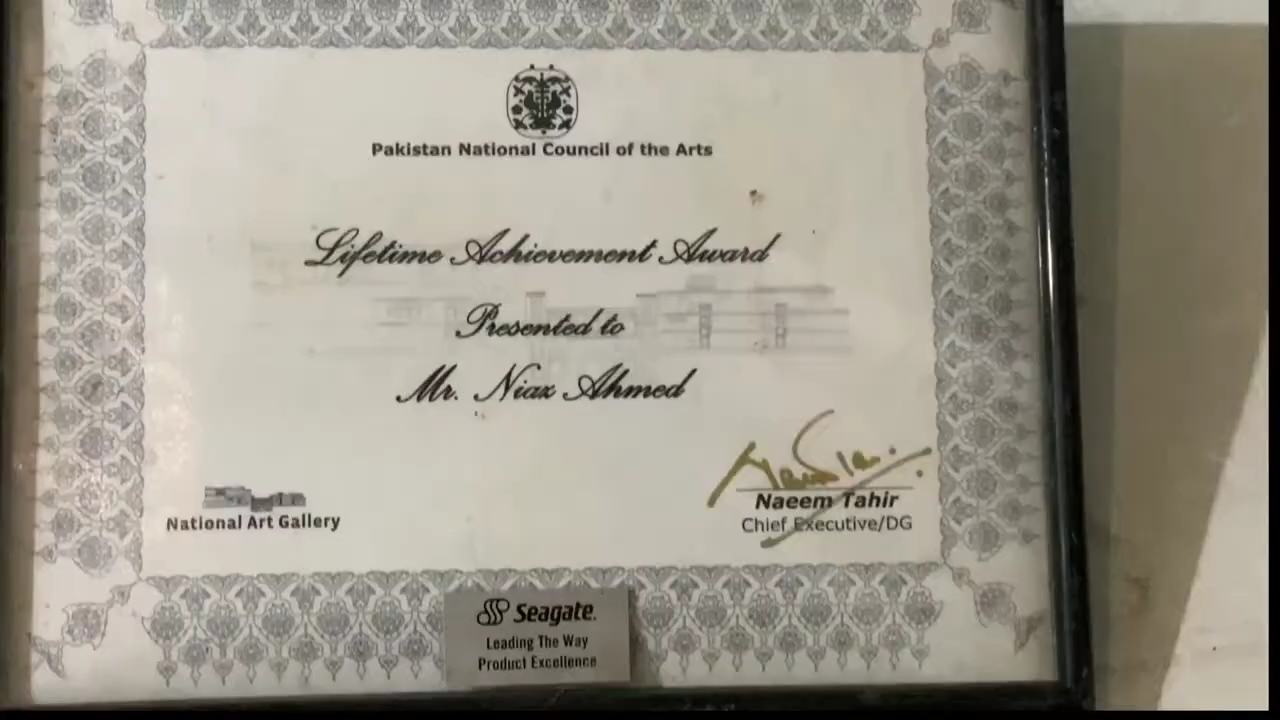 Pakistan National Council of the Arts
Lifetime Achievement Award
Presented to
Mr. Niaz Ahmed
National Art Gallery
Naeem Tahir
Chief Executive/DG
Seagate.
Leading The Way
Product Excellence